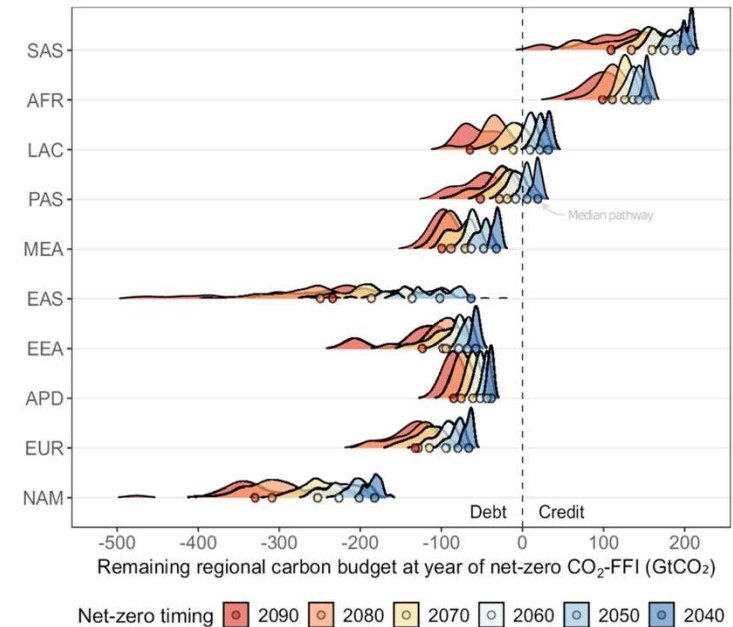 SAS
AFR
LAC
PAS
Median pathway
MEA
EAS
EEA
APD
EUR
NAM
Debt Credit
-500 -400 -300 -200 -100 0 100 200
Remaining regional carbon budget at year of net-zero CO₂-FFI (GtCO₂)
Net-zero timing 2090 2080 2070 2060 2050 2040